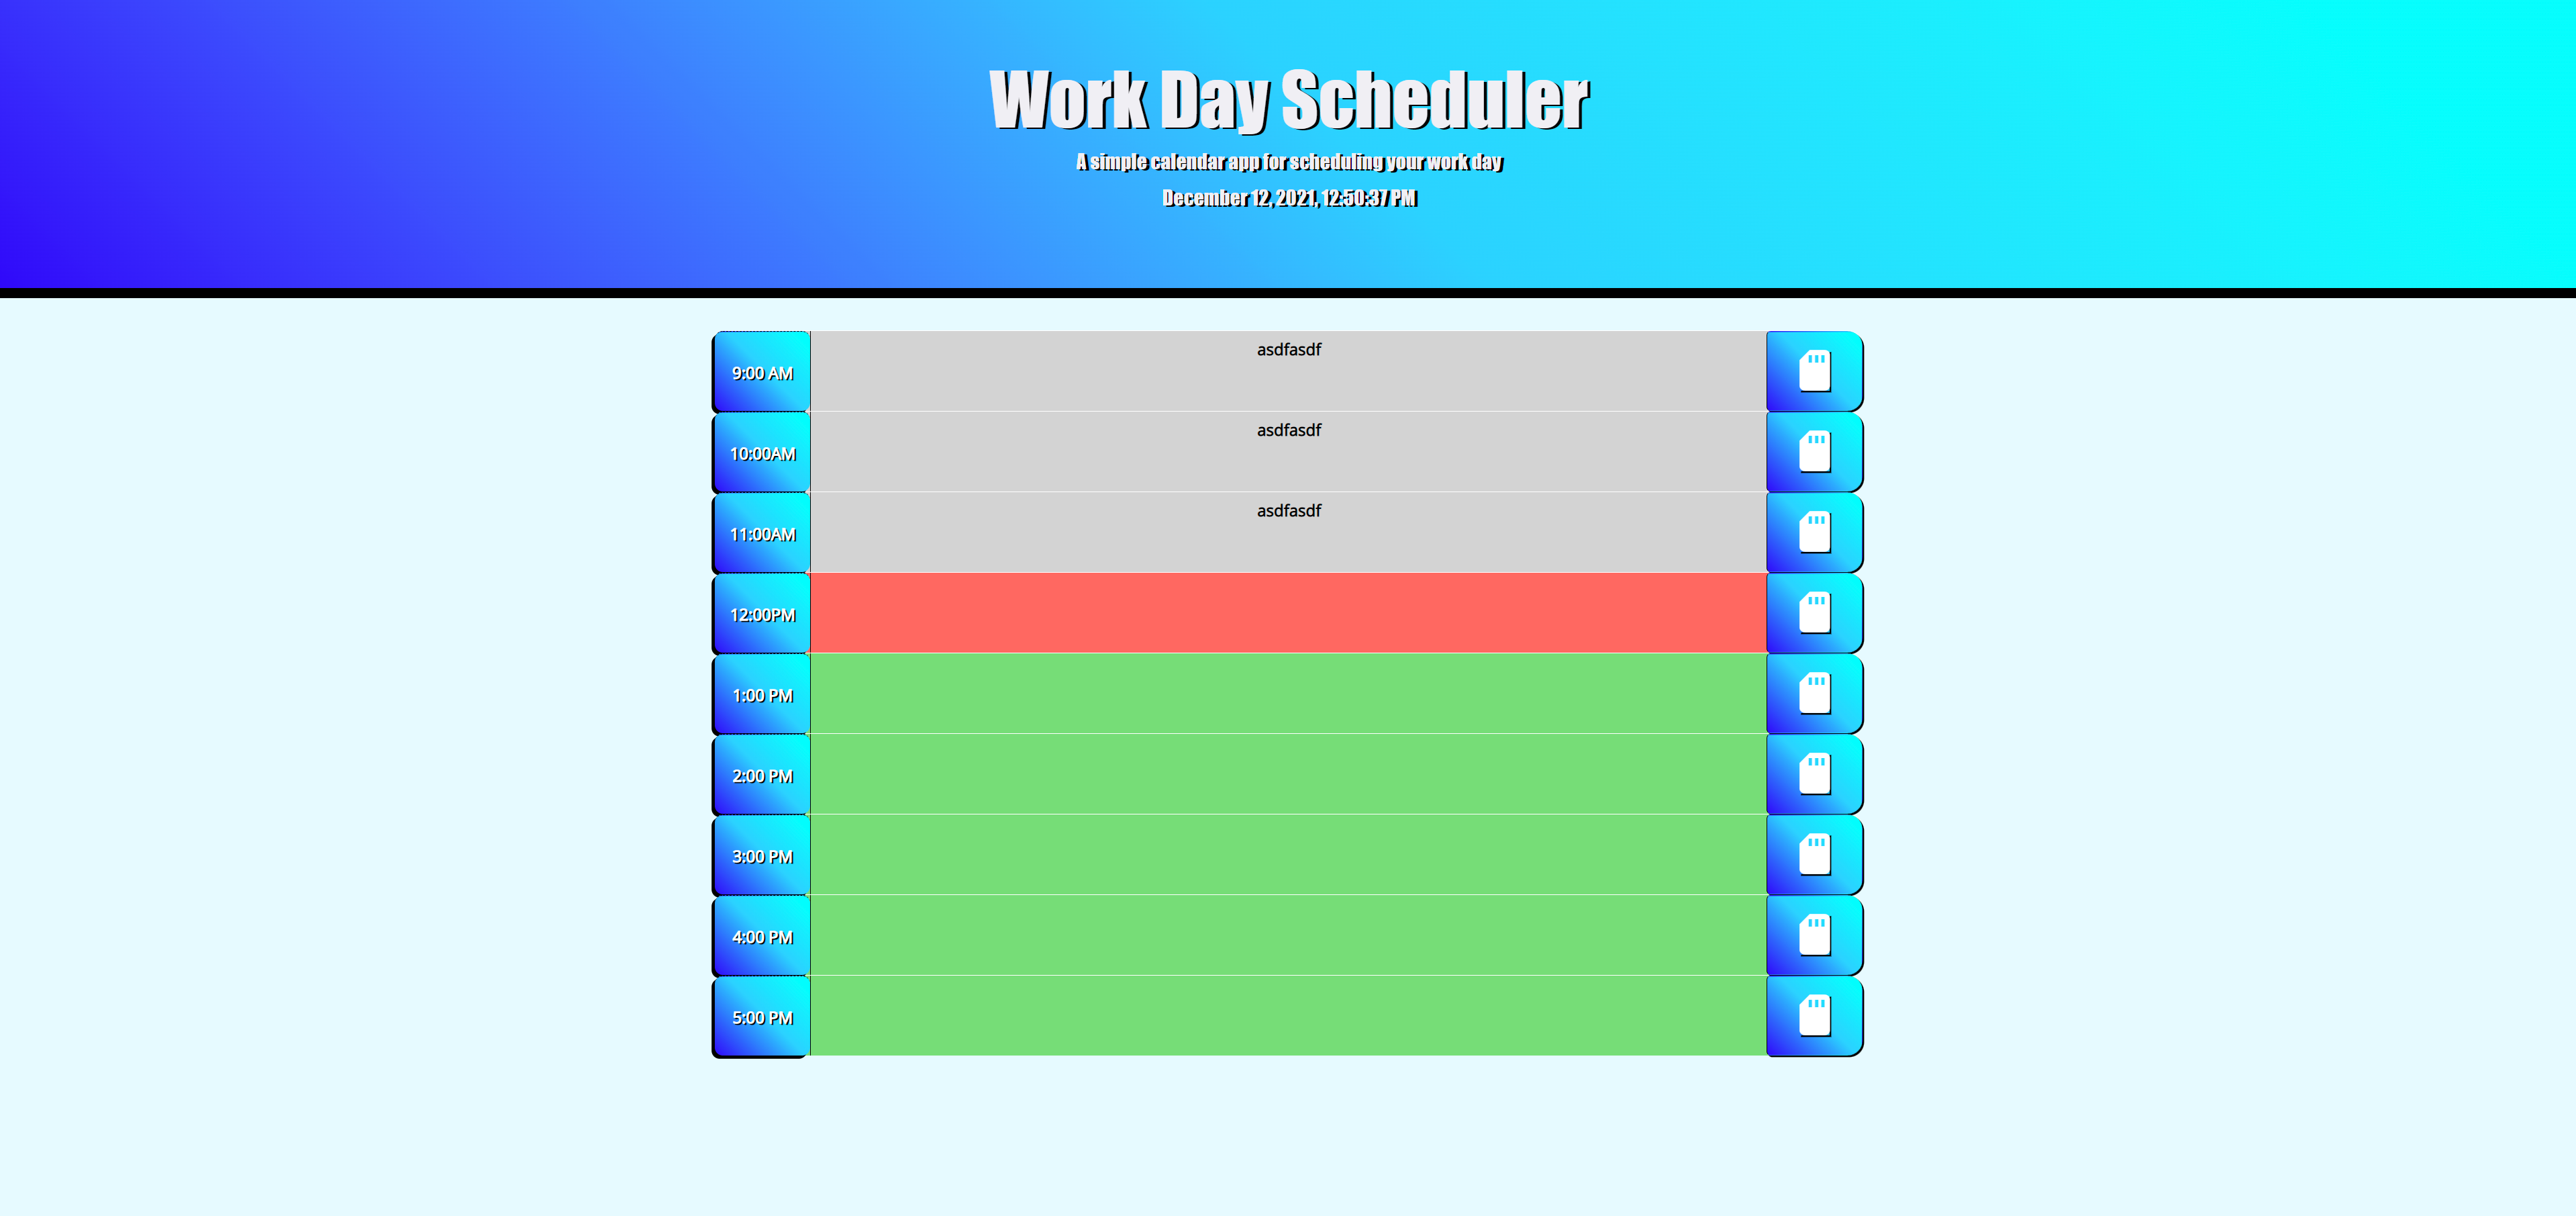 Work Day Scheduler
A simple calendar app for scheduling your work day
December 12, 2021, 12:50:37 PM
9:00 AM asdfasdf
10:00AM asdfasdf
11:00AM asdfasdf
12:00PM
1:00 PM
2:00 PM
3:00 PM
4:00 PM
5:00 PM